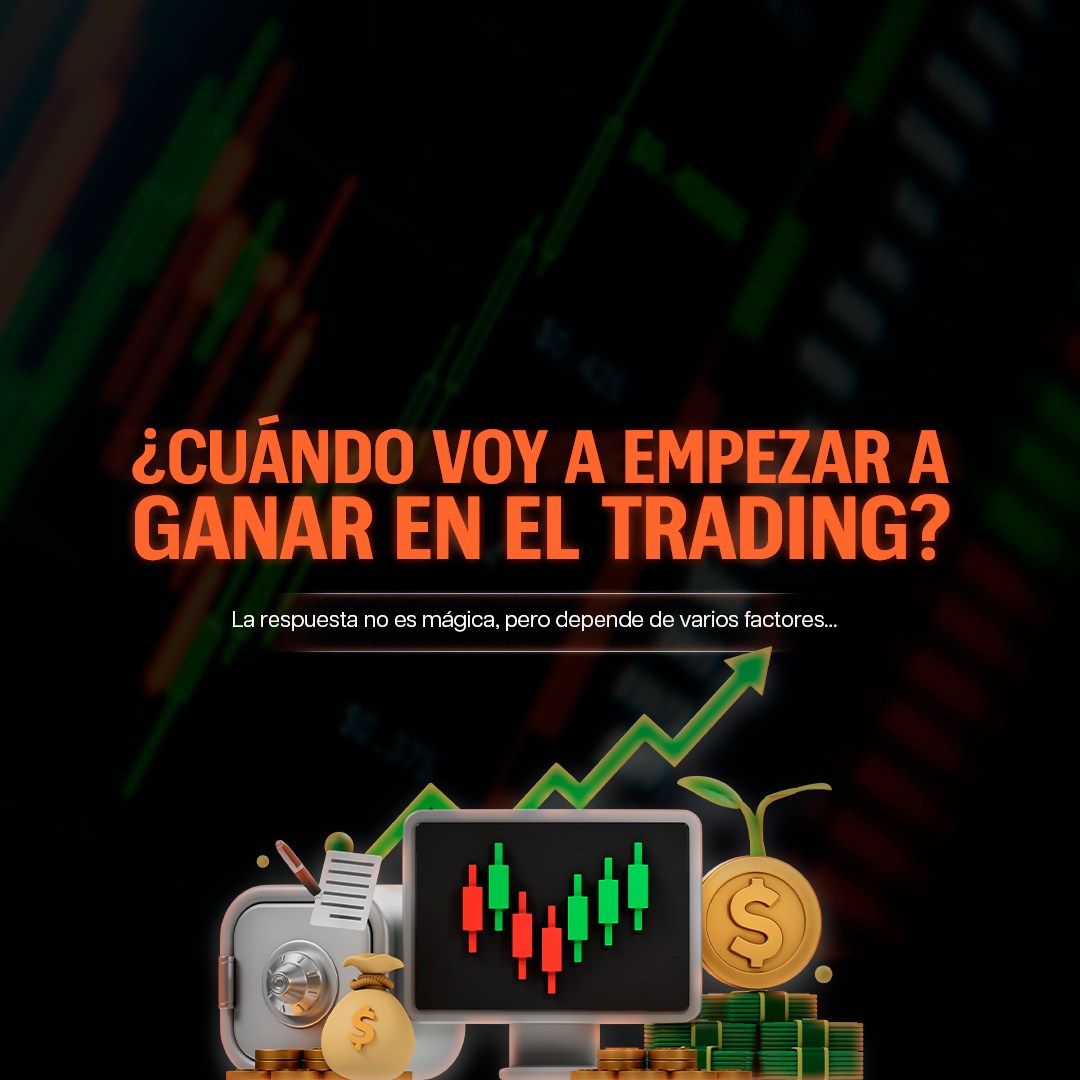 ¿CUÁNDO VOY A EMPEZAR A
GANAR EN EL TRADING?
La respuesta no es mágica, pero depende de varios factores...
$
$